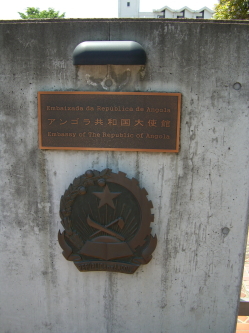 Embaixada da República de Angola
アンゴラ共和国大使館
Embassy of The Republic of Angola